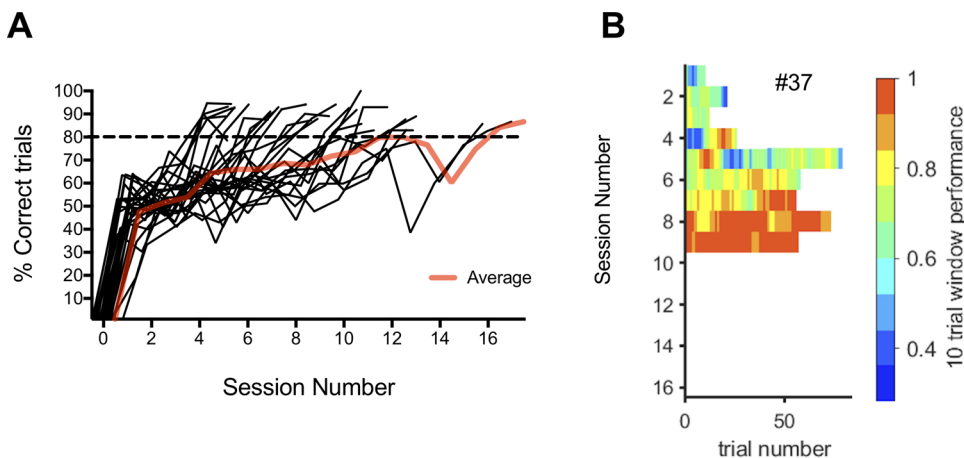 A
100
90
80
70
60
50
40
30
20
10
% Correct trials
Average
0 2 4 6 8 10 12 14 16
Session Number
B
#37
2
4
6
8
10
12
14
16
Session Number
0 50
trial number
1
0.8
0.6
0.4
10 trial window performance